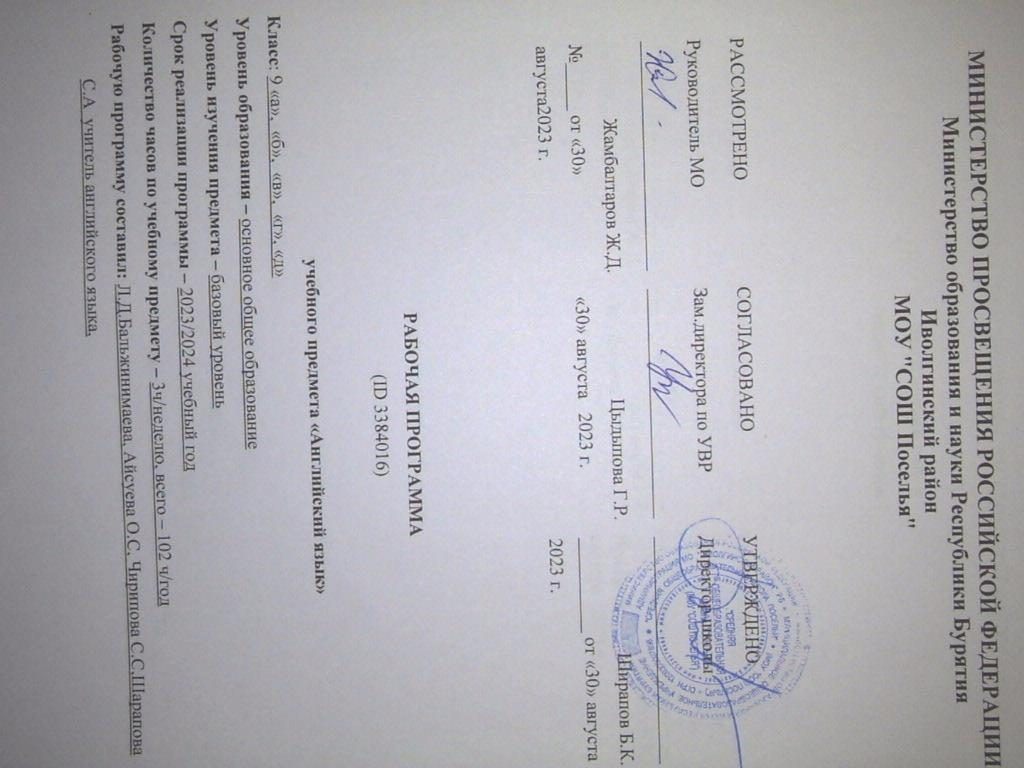 МИНИСТЕРСТВО ПРОСВЕЩЕНИЯ РОССИЙСКОЙ ФЕДЕРАЦИИ
Министерство образования и науки Республики Бурятия
Иволгинский район
МОУ "СОШ Поселья"
РАССМОТРЕНО
Руководитель МО
Жамбалтаров Ж.Д.
№_____ от «30»
августа2023 г.
СОГЛАСОВАНО
Зам.директора по УВР
Цыдыпова Г.Р.
«30» августа 2023 г.
УТВЕРЖДЕНО
Директор школы
Ширапов Б.К.
__________ от «30» августа
2023 г.
РАБОЧАЯ ПРОГРАММА
(ID 3384016)
учебного предмета «Английский язык»
Класс: 9 «а», «б», «в», «г», «д»
Уровень образования – основное общее образование
Уровень изучения предмета – базовый уровень
Срок реализации программы – 2023/2024 учебный год
Количество часов по учебному предмету – 3ч/неделю, всего – 102 ч/год
Рабочую программу составил: Л.Д.Бальжинимаева, Айсуева О.С, Чирипова С.С,Шарапова
С.А, учитель английского языка,